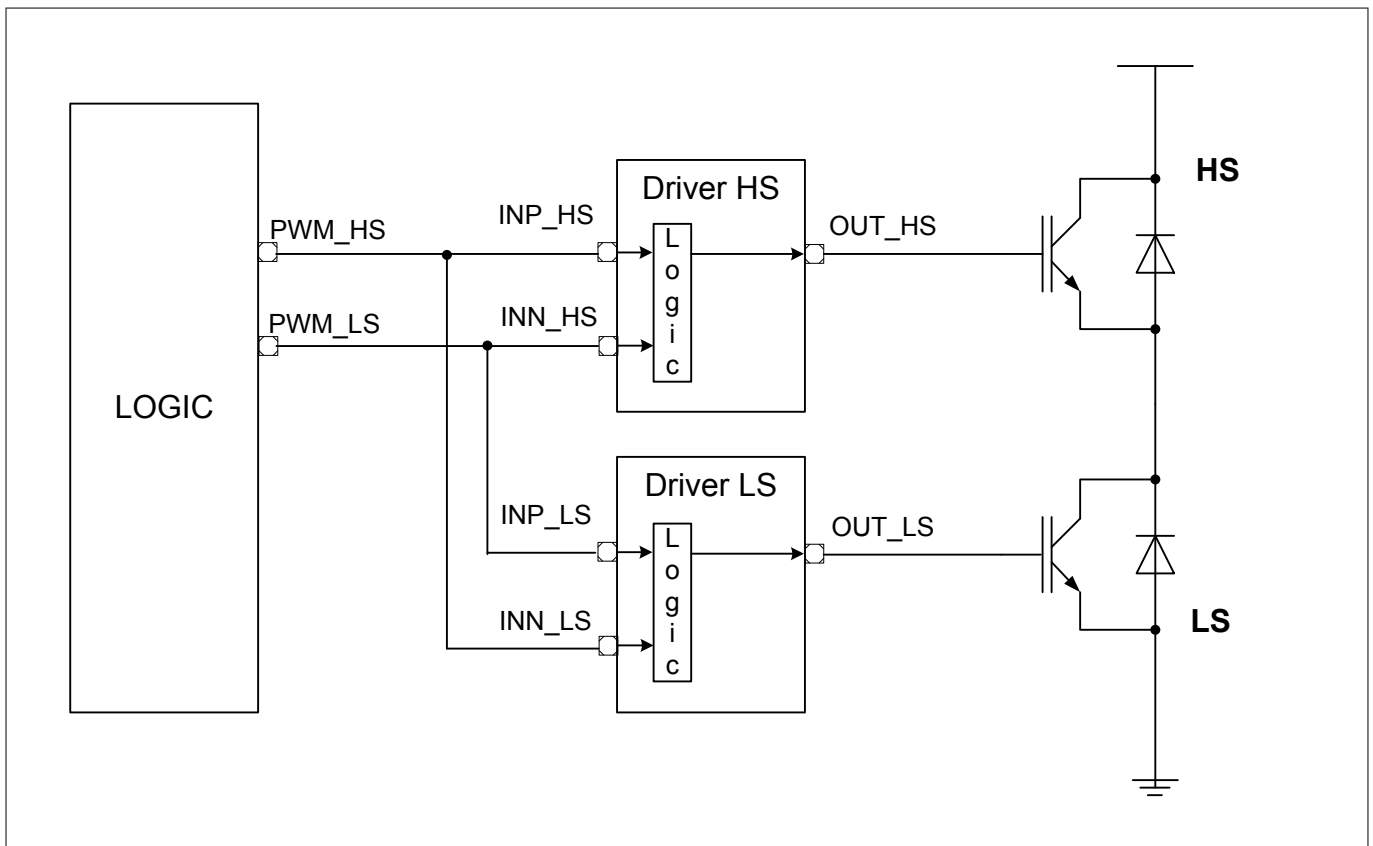 HS
Driver HS
INP_HS
PWM_HS
OUT_HS
L
o
g
i
c
INN_HS
PWM_LS
LOGIC
Driver LS
INP_LS
OUT_LS
L
o
g
i
c
INN_LS
LS